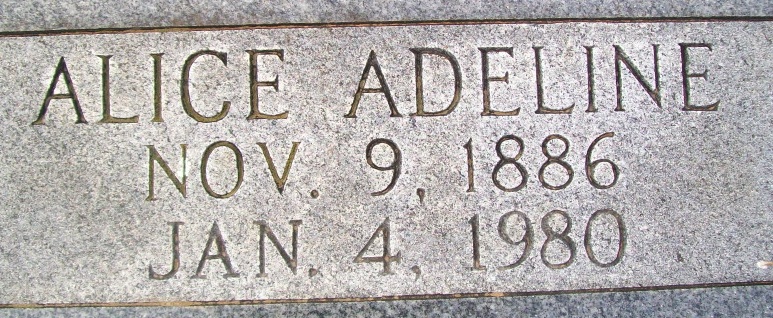 ALICE ADELINE
NOV. 9, 1886
JAN. 4, 1980